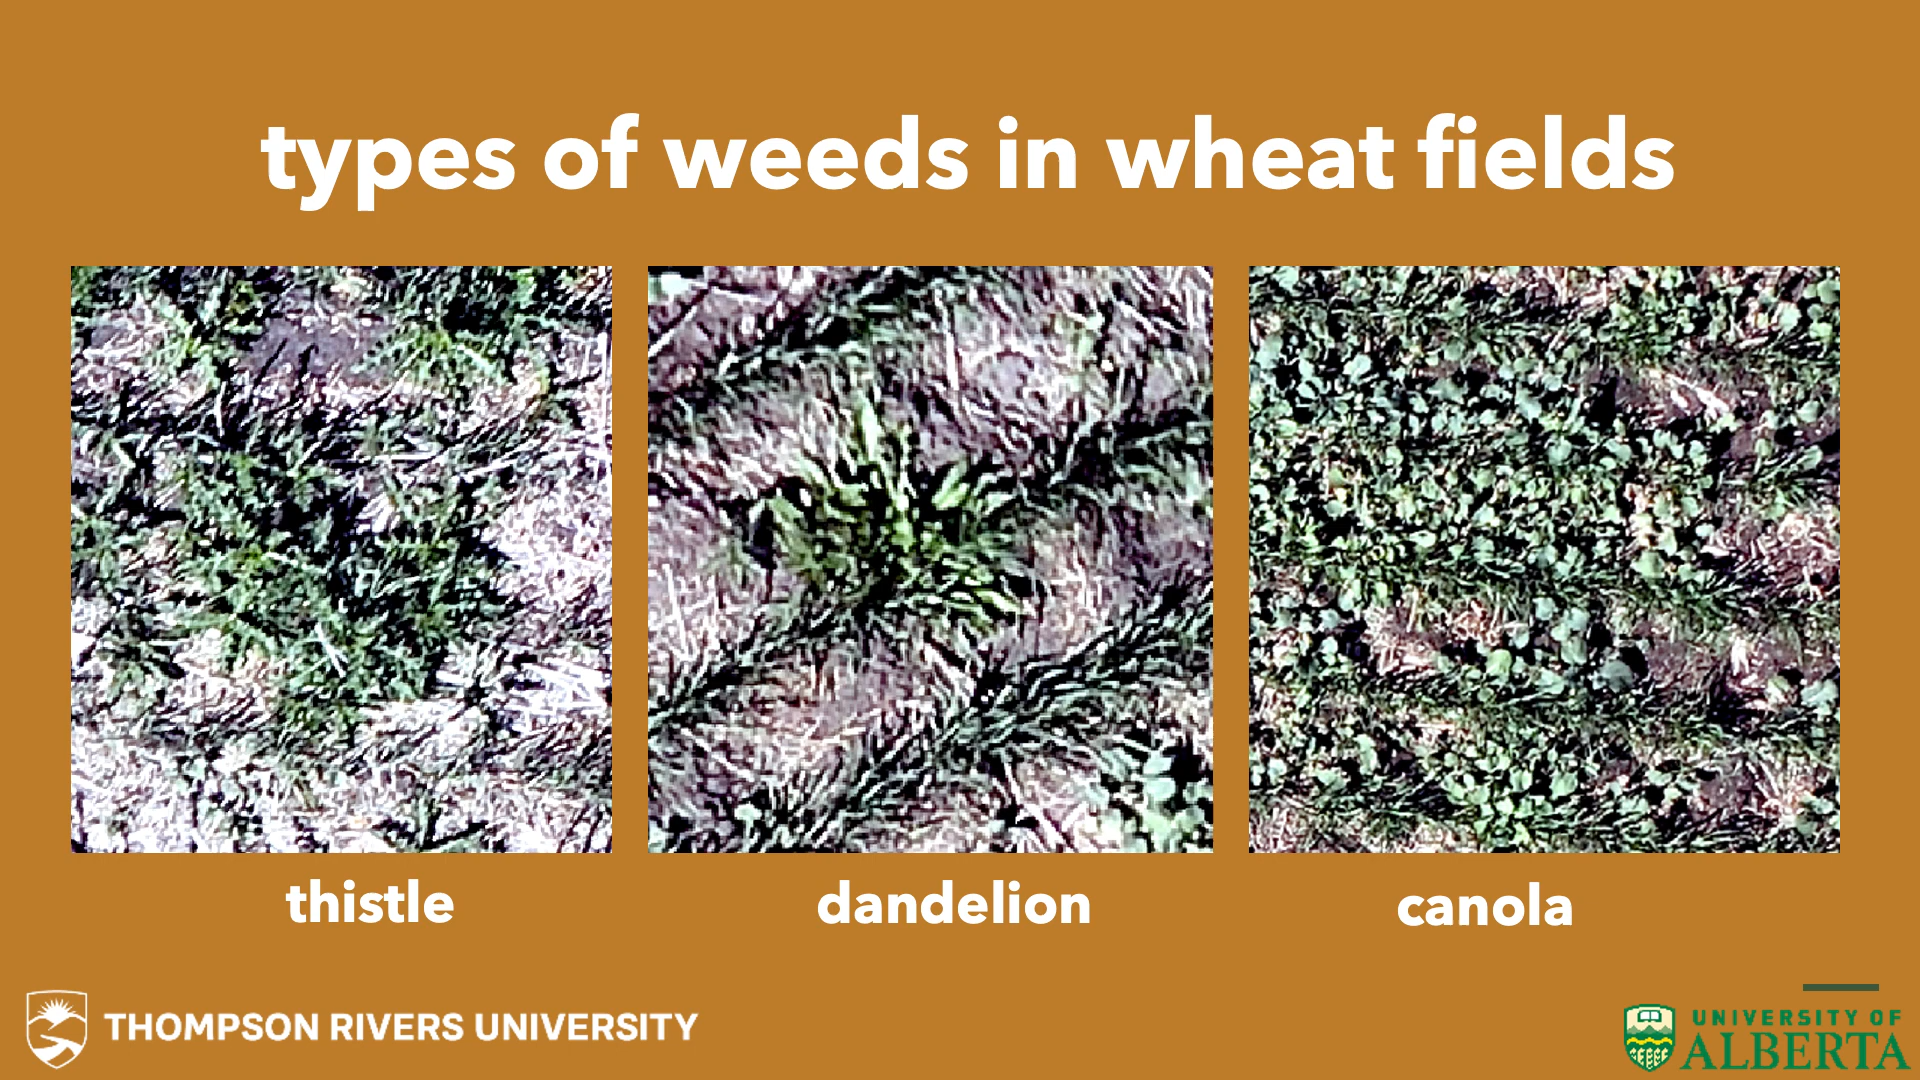 types of weeds in wheat fields
thistle
dandelion
canola
THOMPSON RIVERS UNIVERSITY
UNIVERSITY OF
ALBERTA